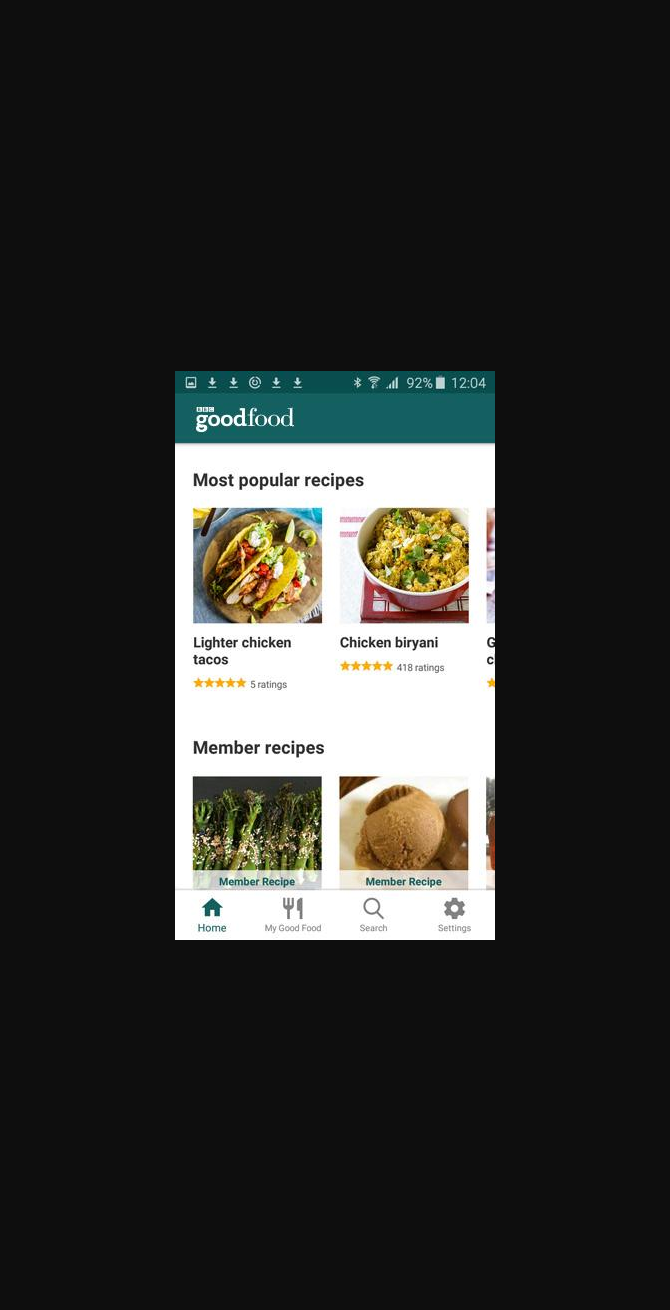 92% 12:04
BBC
goodfood
Most popular recipes
Lighter chicken
tacos
5 ratings
Chicken biryani
418 ratings
G
c
Member recipes
Member Recipe
Member Recipe
Home
My Good Food
Search
Settings